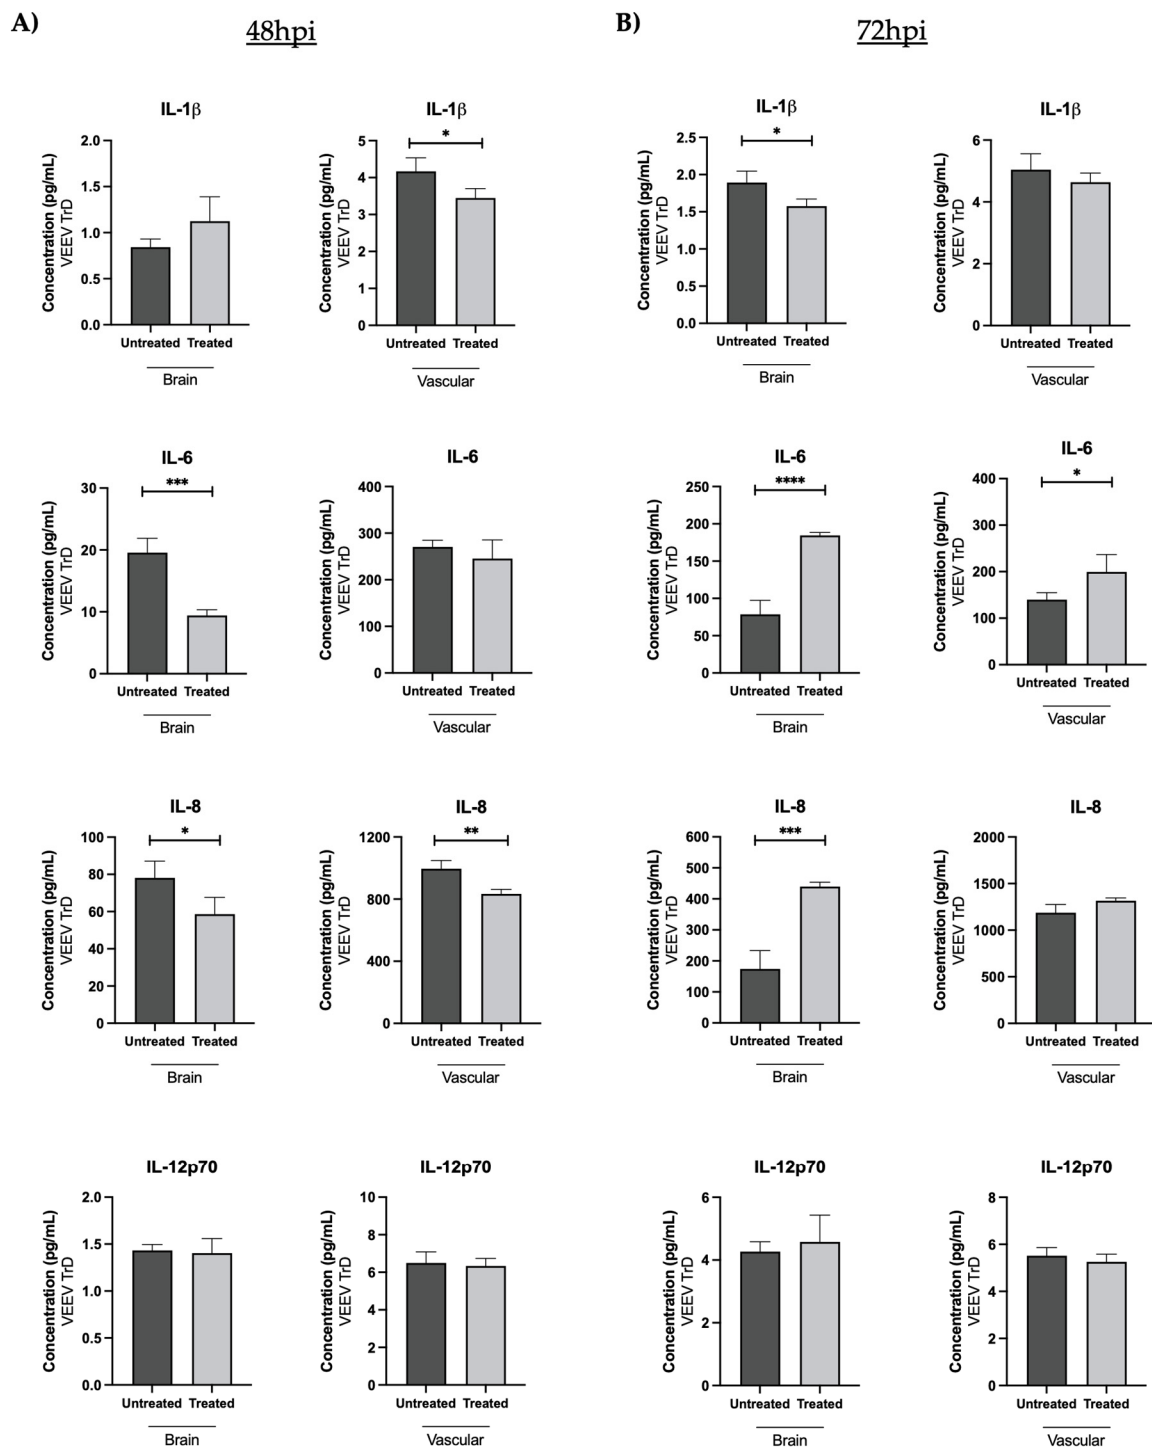 A)
48hpi
B)
72hpi
IL-1β
Concentration (pg/mL)
VEEV TrD
2.0
1.5
1.0
0.5
0.0
Untreated Treated
Brain
IL-1β
*
Concentration (pg/mL)
VEEV TrD
5
4
3
2
1
0
Untreated Treated
Vascular
IL-1β
*
Concentration (pg/mL)
VEEV TrD
2.5
2.0
1.5
1.0
0.5
0.0
Untreated Treated
Brain
IL-1β
Concentration (pg/mL)
VEEV TrD
6
4
2
0
Untreated Treated
Vascular
IL-6
***
Concentration (pg/mL)
VEEV TrD
30
20
10
0
Untreated Treated
Brain
IL-6
Concentration (pg/mL)
VEEV TrD
400
300
200
100
0
Untreated Treated
Vascular
IL-6
****
Concentration (pg/mL)
VEEV TrD
250
200
150
100
50
0
Untreated Treated
Brain
IL-6
*
Concentration (pg/mL)
VEEV TrD
400
300
200
100
0
Untreated Treated
Vascular
IL-8
*
Concentration (pg/mL)
VEEV TrD
100
80
60
40
20
0
Untreated Treated
Brain
IL-8
**
Concentration (pg/mL)
VEEV TrD
1200
800
400
0
Untreated Treated
Vascular
IL-8
***
Concentration (pg/mL)
VEEV TrD
600
500
400
300
200
100
0
Untreated Treated
Brain
IL-8
Concentration (pg/mL)
VEEV TrD
2000
1500
1000
500
0
Untreated Treated
Vascular
IL-12p70
Concentration (pg/mL)
VEEV TrD
2.0
1.5
1.0
0.5
0.0
Untreated Treated
Brain
IL-12p70
Concentration (pg/mL)
VEEV TrD
10
8
6
4
2
0
Untreated Treated
Vascular
IL-12p70
Concentration (pg/mL)
VEEV TrD
6
4
2
0
Untreated Treated
Brain
IL-12p70
Concentration (pg/mL)
VEEV TrD
8
6
4
2
0
Untreated Treated
Vascular